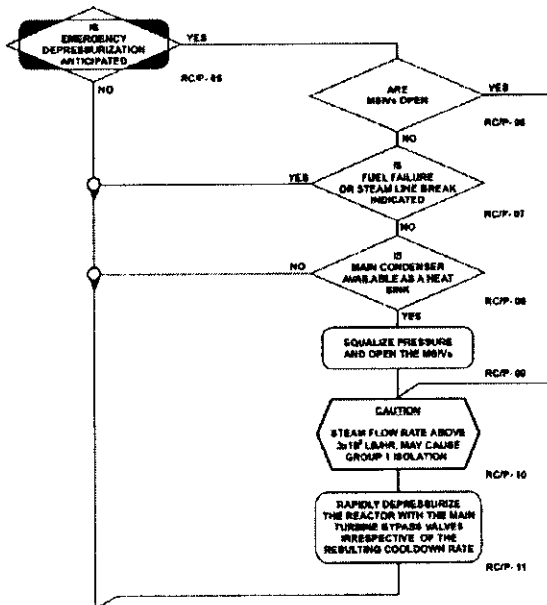 IS
EMERGENCY
DEPRESSURIZATION
ANTICIPATED
YES
RC/P-05
NO
ARE
MSIVs OPEN
YES
RC/P-06
NO
IS
FUEL FAILURE
OR STEAM LINE BREAK
INDICATED
YES
RC/P-07
NO
IS
MAIN CONDENSER
AVAILABLE AS A HEAT
SINK
NO
RC/P-08
YES
EQUALIZE PRESSURE
AND OPEN THE MSIVs
RC/P-09
CAUTION
STEAM FLOW RATE ABOVE
LB/HR, MAY CAUSE
GROUP 1 ISOLATION
RC/P-10
RAPIDLY DEPRESSURIZE
THE REACTOR WITH THE MAIN
TURBINE BYPASS VALVES
IRRESPECTIVE OF THE
RESULTING COOLDOWN RATE
RC/P-11